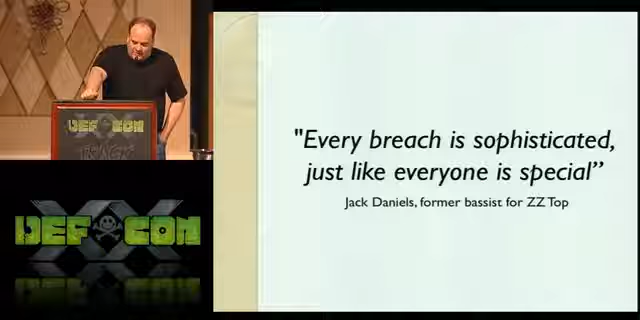 DEF CON
"Every breach is sophisticated,
just like everyone is special”
Jack Daniels, former bassist for ZZ Top
XX
DEF CON